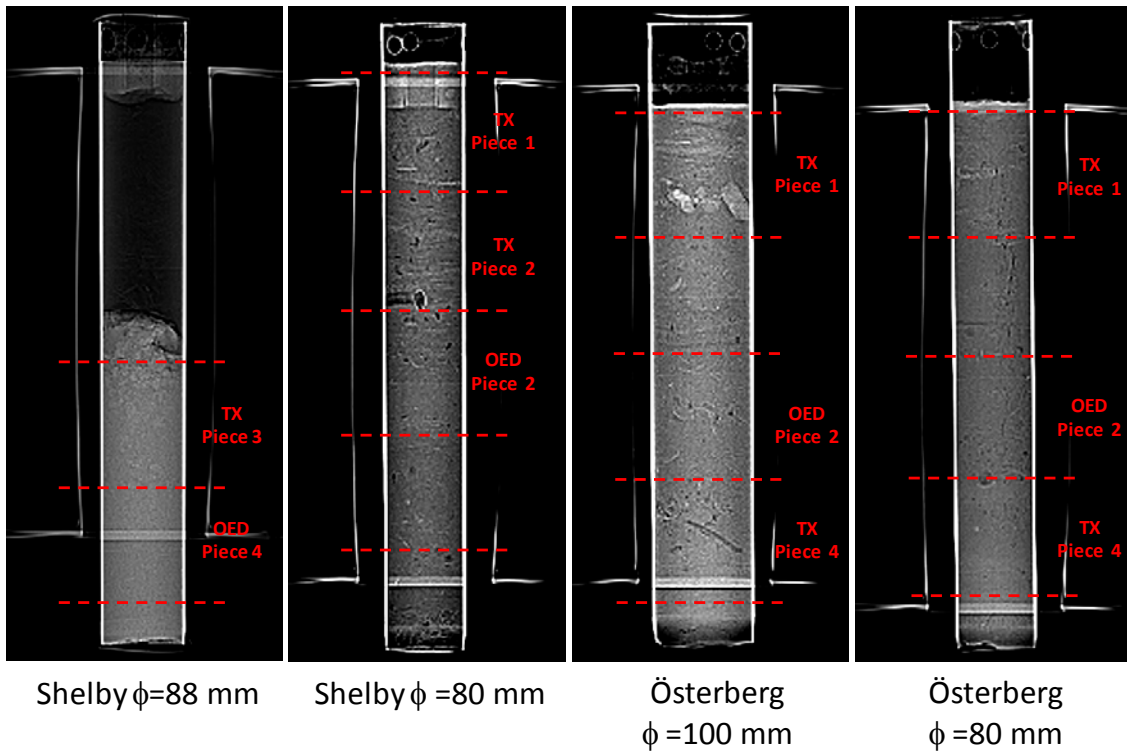 TX
Piece 3
OED
Piece 4
TX
Piece 1
TX
Piece 2
OED
Piece 2
TX
Piece 1
OED
Piece 2
TX
Piece 4
TX
Piece 1
OED
Piece 2
TX
Piece 4
Shelby ϕ=88 mm
Shelby ϕ =80 mm
Österberg
ϕ =100 mm
Österberg
ϕ =80 mm